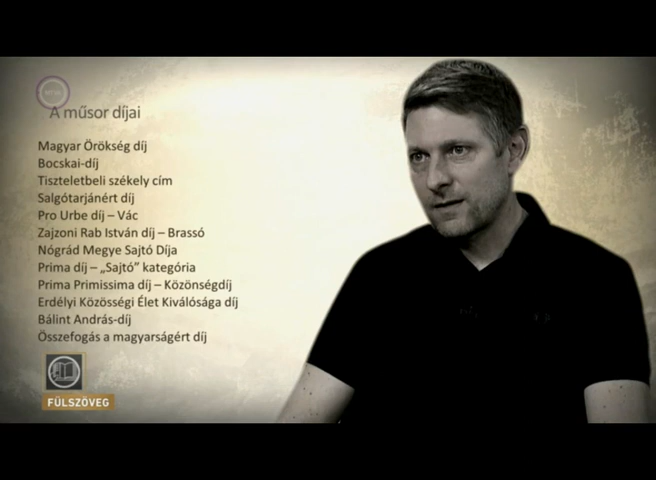 A műsor díjai
Magyar Örökség díj
Bocskai-díj
Tiszteletbeli székely cím
Salgótarjánért díj
Pro Urbe díj – Vác
Zajzoni Rab István díj – Brassó
Nógrád Megye Sajtó Díja
Prima díj – „Sajtó” kategória
Prima Primissima díj – Közönségdíj
Erdélyi Közösségi Élet Kiválósága díj
Bálint András-díj
Összefogás a magyarságért díj
FÜLSZÖVEG